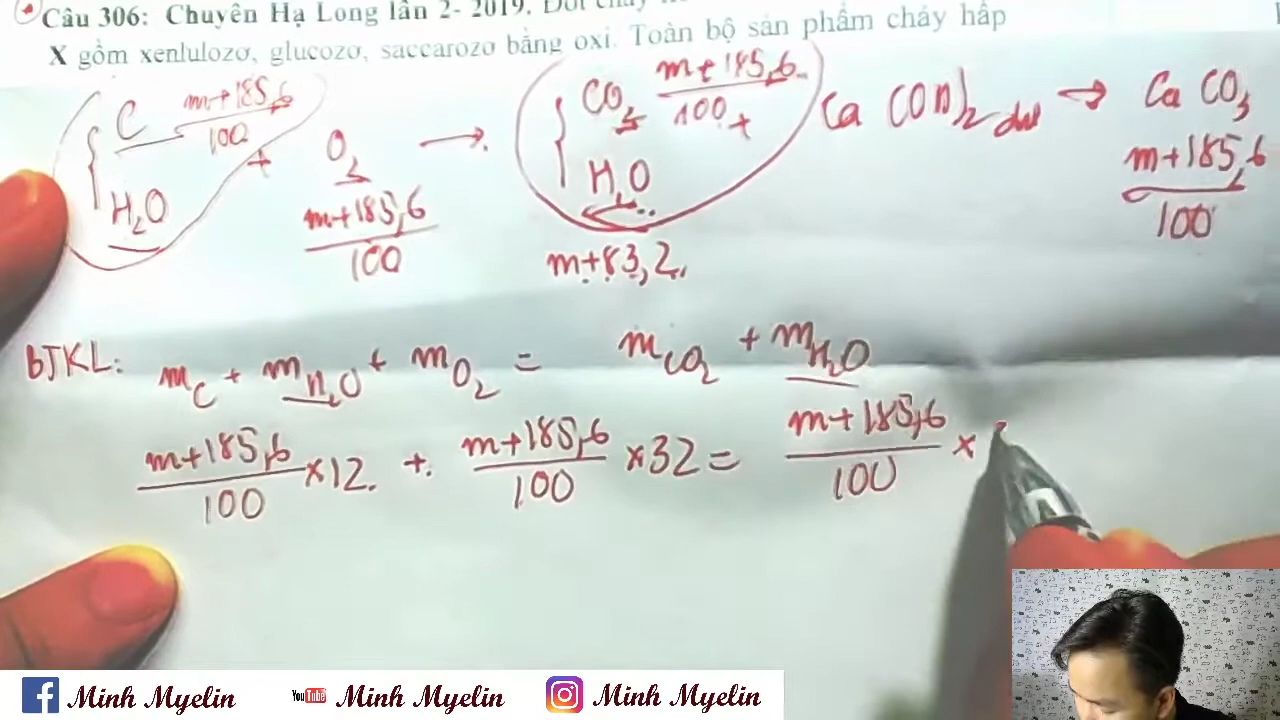 Câu 306: Chuyên Hạ Long lần 2- 2019.
X gồm xenlulozơ, glucozơ, saccarozơ bằng oxi. Toàn bộ sản phẩm cháy hấp
C m+185,6/100 + O2 m+185,6/100 → CO2 m+185,6/100 + Ca(OH)2 dư → CaCO3 m+185,6/100
H2O H2O
m+83,2
BTKL: mC + mH2O + mO2 = mCO2 + mH2O
m+185,6/100 ×12 + m+185,6/100 ×32 = m+185,6/100 ×
Minh Myelin YouTube Minh Myelin Minh Myelin